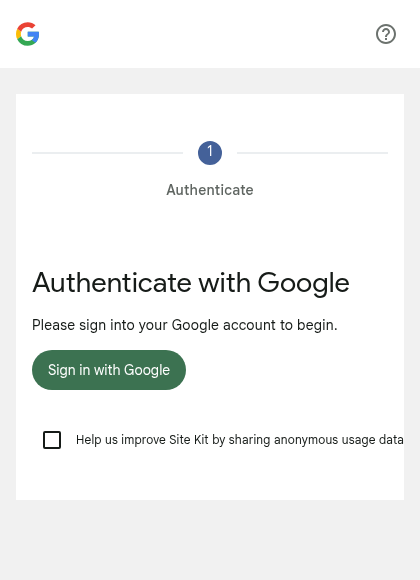 1
Authenticate
Authenticate with Google
Please sign into your Google account to begin.
Sign in with Google
Help us improve Site Kit by sharing anonymous usage data